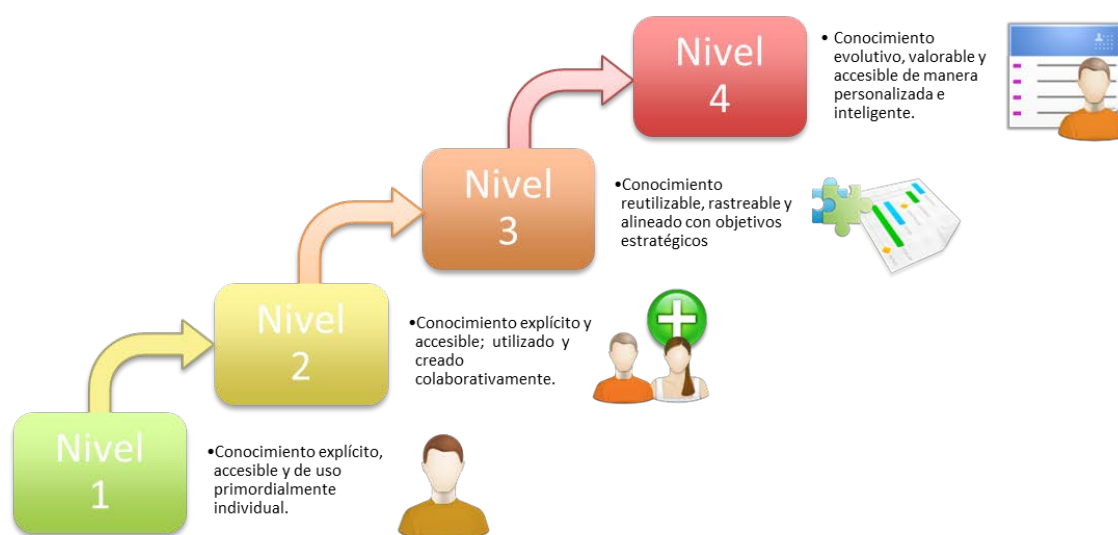 Nivel
4
• Conocimiento
evolutivo, valorable y
accesible de manera
personalizada e
inteligente.
Nivel
3
•Conocimiento
reutilizable, rastreable y
alineado con objetivos
estratégicos
Nivel
2
•Conocimiento explícito y
accesible; utilizado y
creado
colaborativamente.
Nivel
1
•Conocimiento explícito,
accesible y de uso
primordialmente
individual.